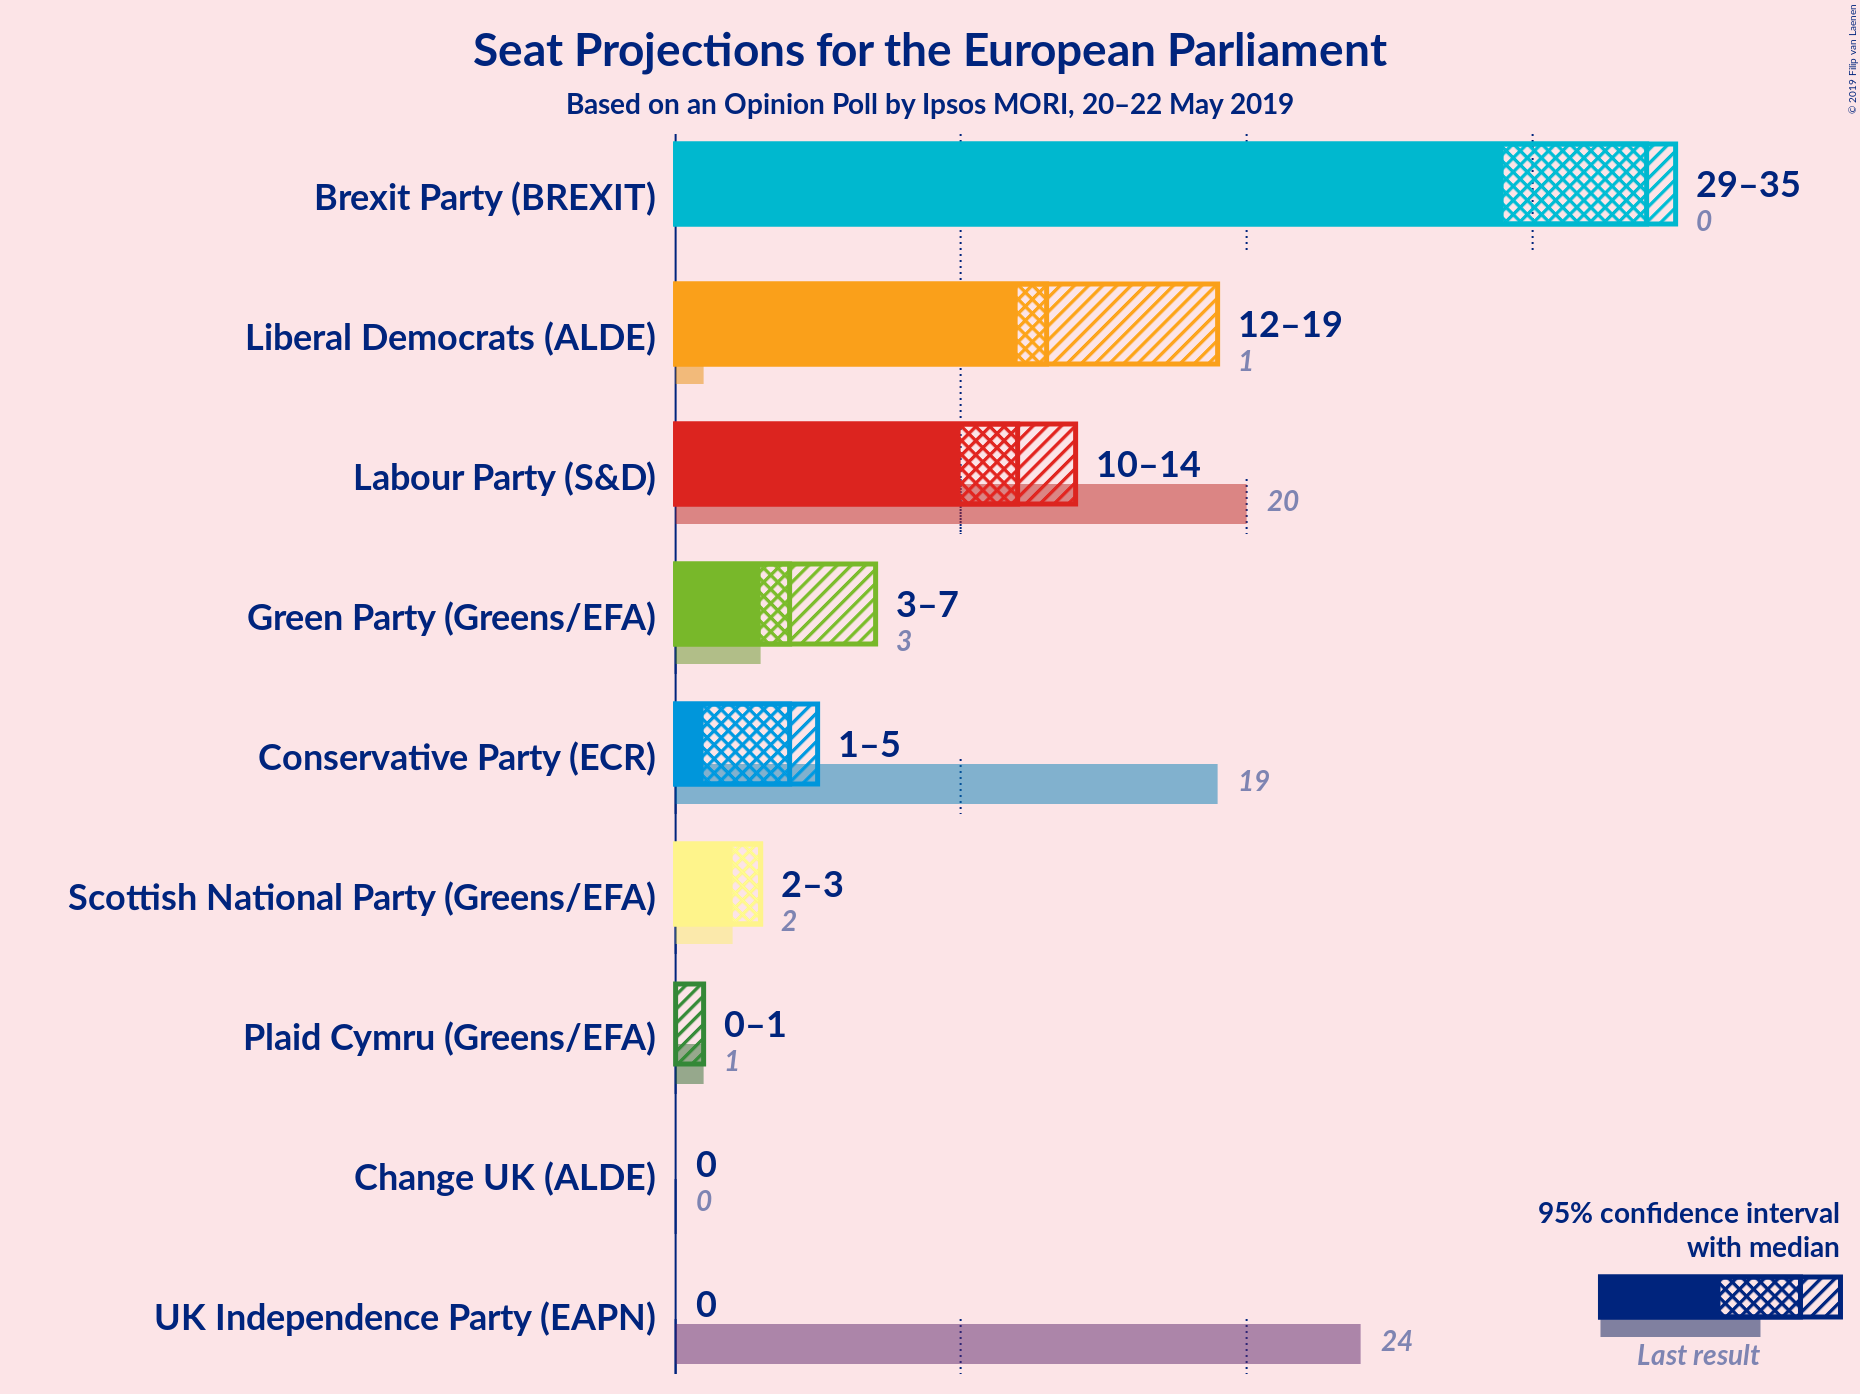 Seat Projections for the European Parliament
Based on an Opinion Poll by Ipsos MORI, 20–22 May 2019
© 2019 Filip van Laenen
Brexit Party (BREXIT)
29–35
0
Liberal Democrats (ALDE)
12–19
1
Labour Party (S&D)
10–14
20
Green Party (Greens/EFA)
3–7
3
Conservative Party (ECR)
1–5
19
Scottish National Party (Greens/EFA)
2–3
2
Plaid Cymru (Greens/EFA)
0–1
1
Change UK (ALDE)
0
0
UK Independence Party (EAPN)
0
24
95% confidence interval
with median
Last result